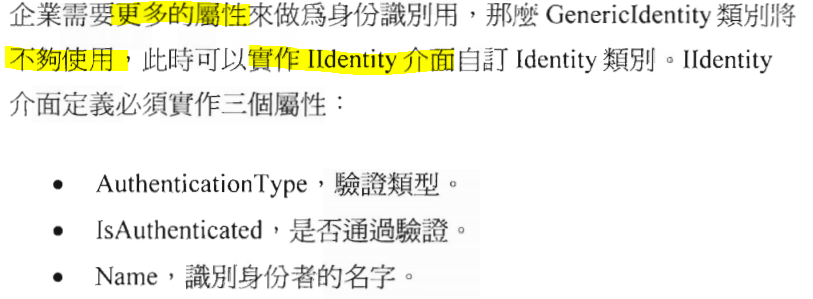 企業需要更多的屬性來做為身份識別用，那麼 GenericIdentity 類別將
不夠使用，此時可以實作 IIdentity 介面自訂 Identity 類別。IIdentity
介面定義必須實作三個屬性：
• AuthenticationType，驗證類型。
• IsAuthenticated，是否通過驗證。
• Name，識別身份者的名字。